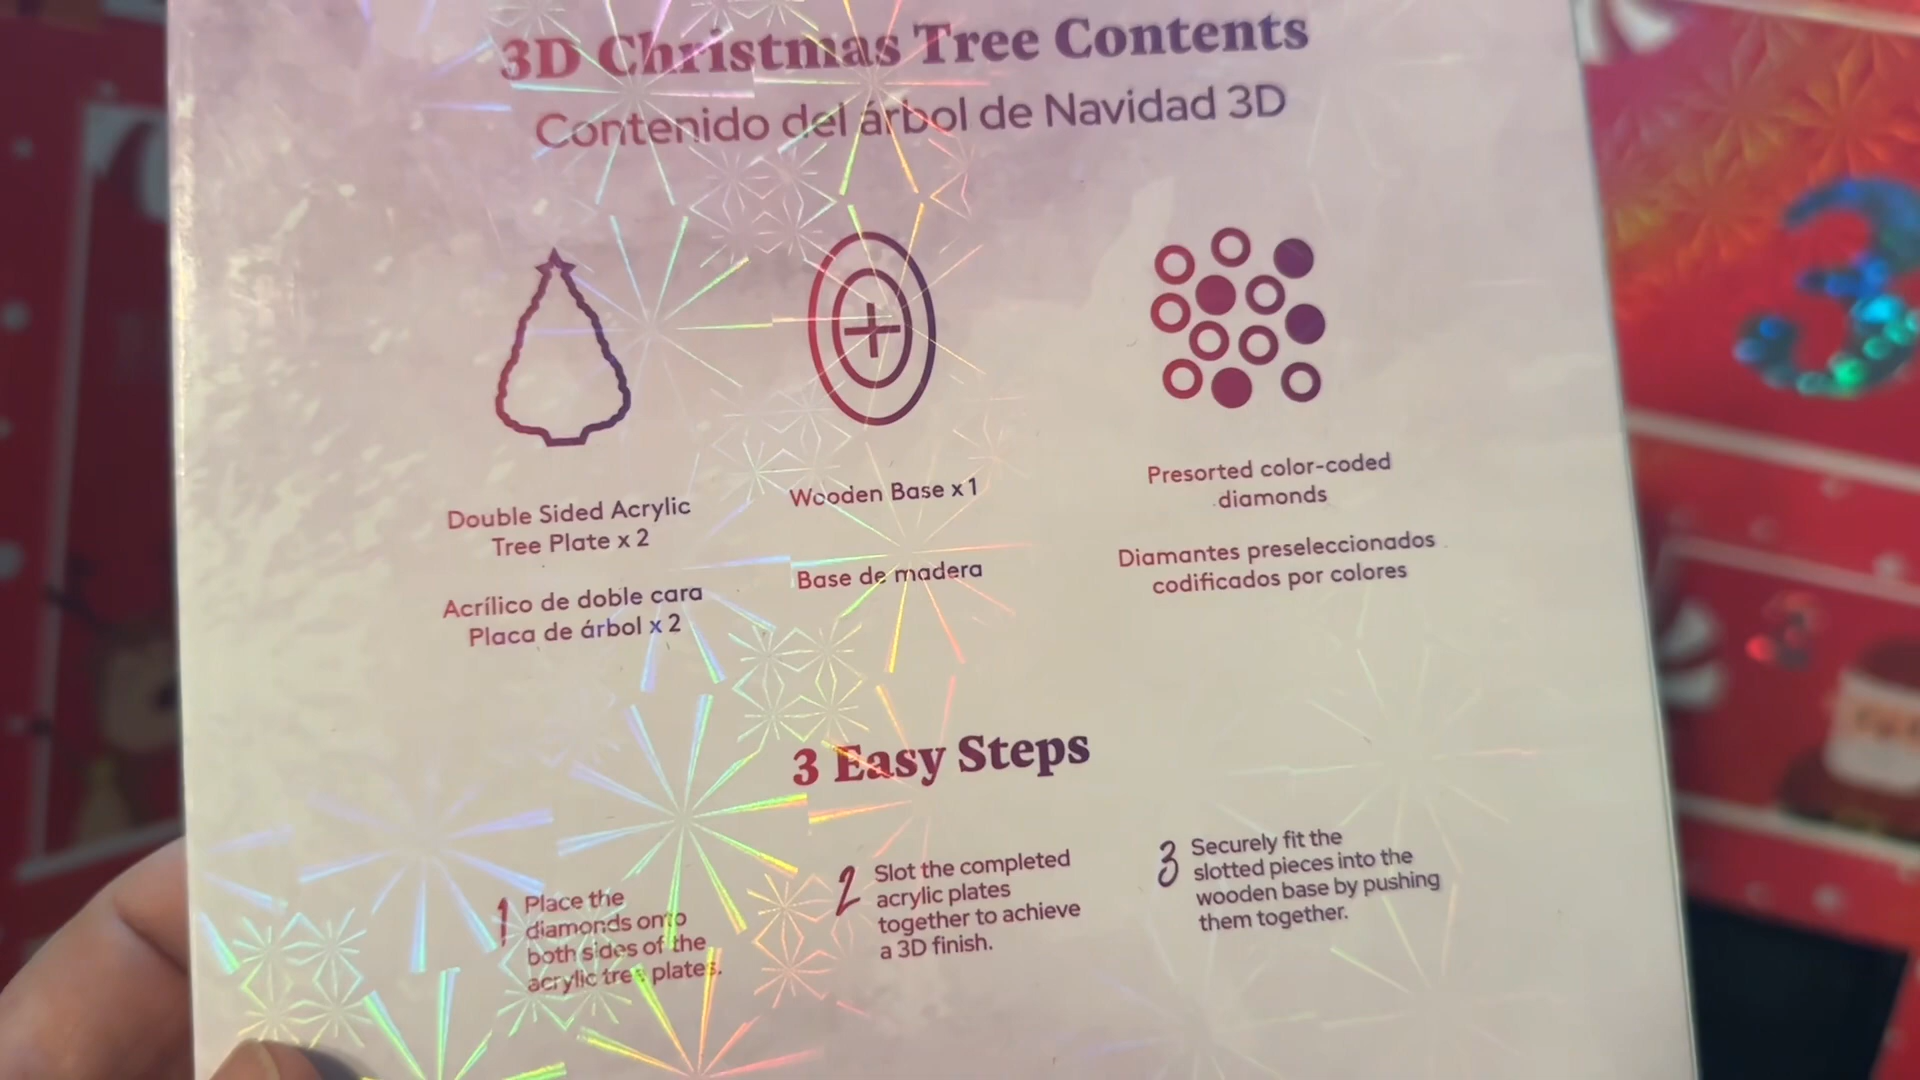 3D Christmas Tree Contents
Contenido del árbol de Navidad 3D
Double Sided Acrylic
Tree Plate x 2
Acrílico de doble cara
Placa de árbol x 2
Wooden Base x1
Base de madera
Presorted color-coded
diamonds
Diamantes preseleccionados
codificados por colores
3 Easy Steps
1 Place the
diamonds onto
both sides of the
acrylic tree plates.
2 Slot the completed
acrylic plates
together to achieve
a 3D finish.
3 Securely fit the
slotted pieces into the
wooden base by pushing
them together.
3
3